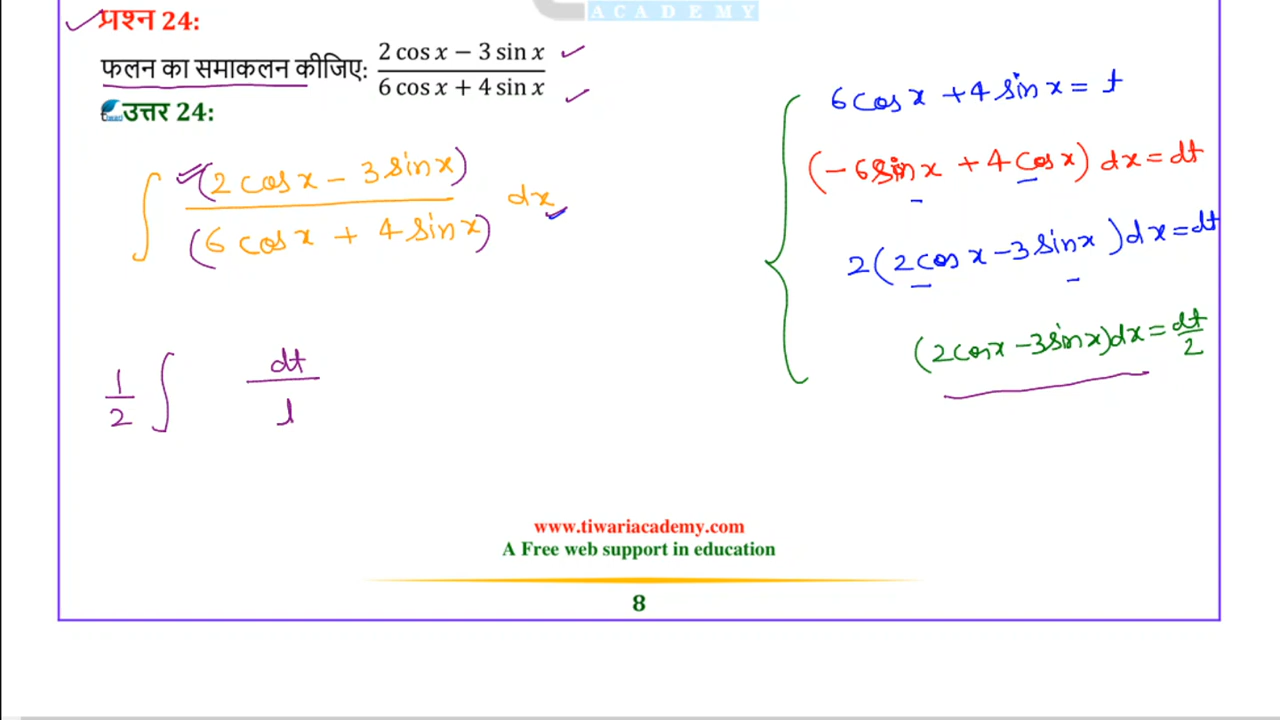 ACADEMY
प्रश्न 24:
फलन का समाकलन कीजिए: (2 cos x − 3 sin x)/(6 cos x + 4 sin x)
उत्तर 24:
∫ (2 cos x − 3 sin x)/(6 cos x + 4 sin x) dx
1/2 ∫ dt/l
6 cos x + 4 sin x = t
(−6 sin x + 4 cos x) dx = dt
2(2 cos x − 3 sin x) dx = dt
(2 cos x − 3 sin x) dx = dt/2
www.tiwariacademy.com
A Free web support in education
8